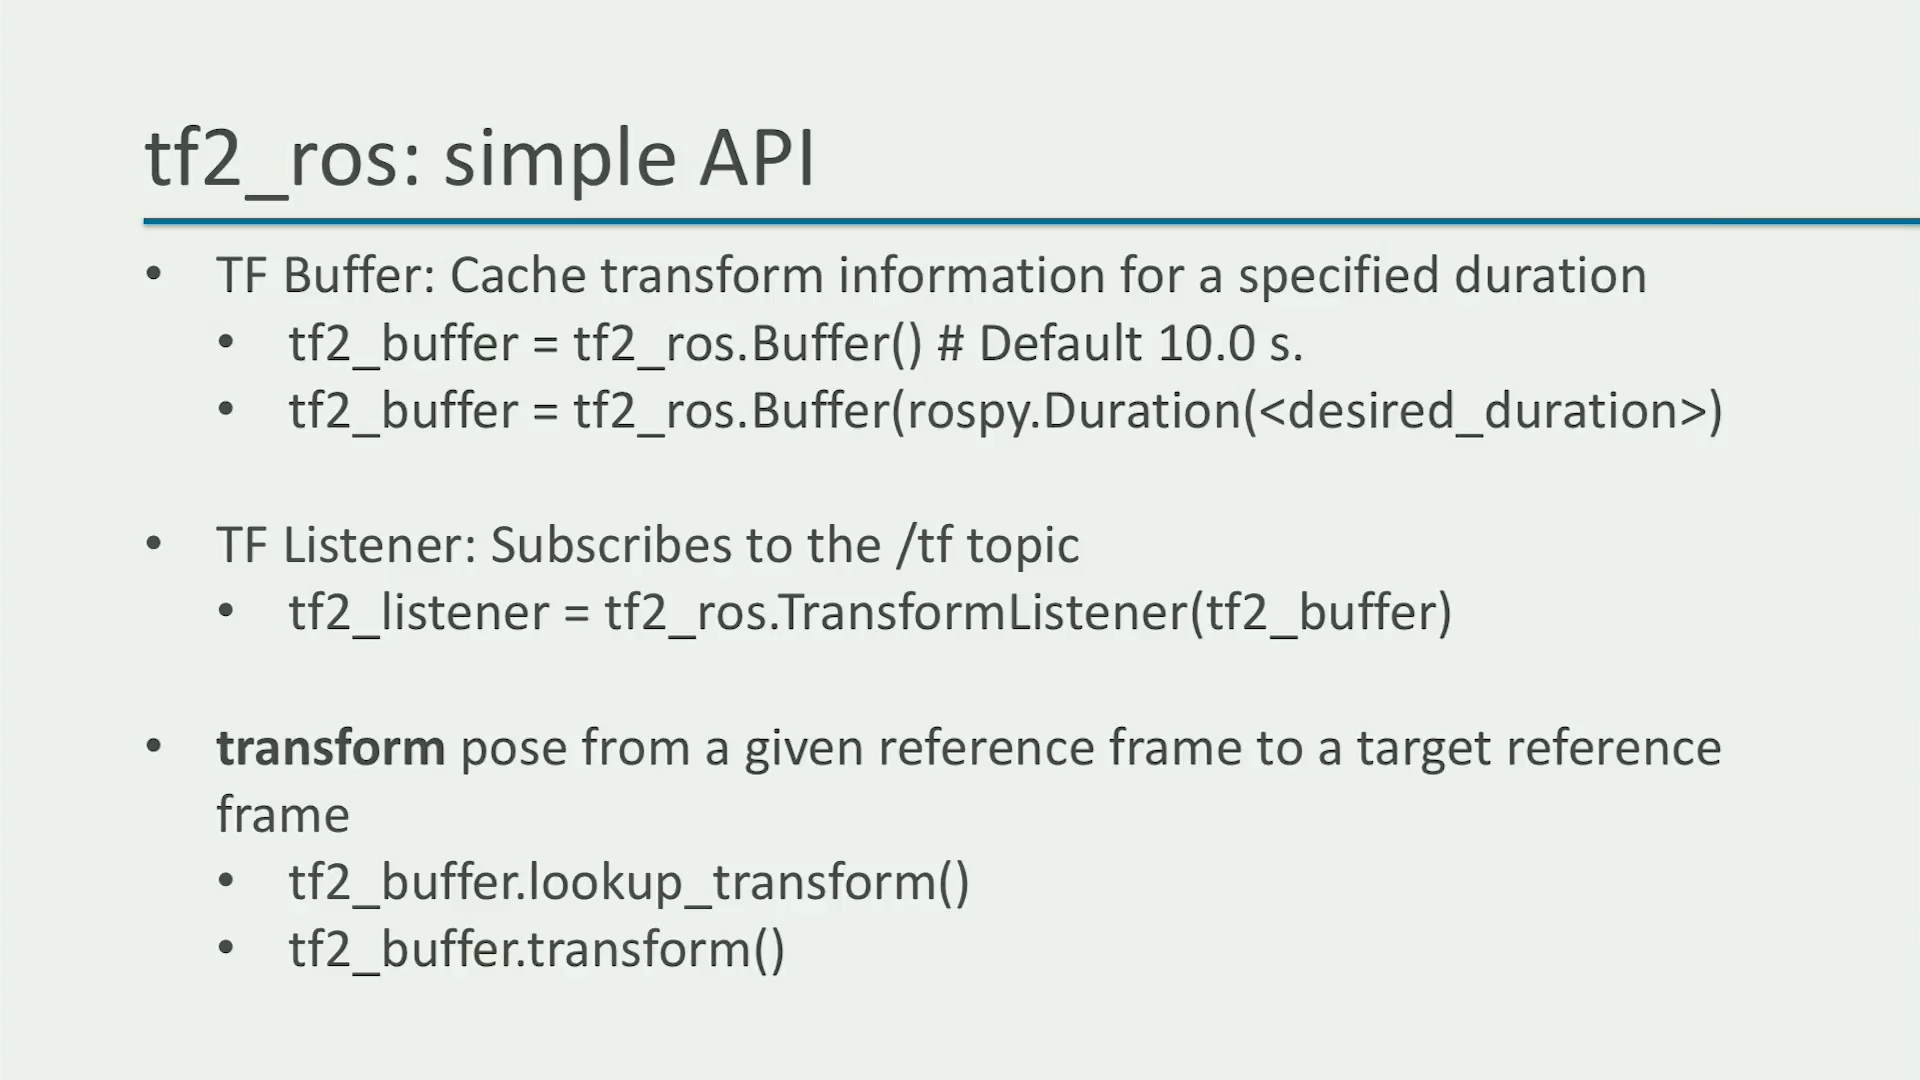 tf2_ros: simple API
• TF Buffer: Cache transform information for a specified duration
• tf2_buffer = tf2_ros.Buffer() # Default 10.0 s.
• tf2_buffer = tf2_ros.Buffer(rospy.Duration(<desired_duration>)
• TF Listener: Subscribes to the /tf topic
• tf2_listener = tf2_ros.TransformListener(tf2_buffer)
• transform pose from a given reference frame to a target reference
frame
• tf2_buffer.lookup_transform()
• tf2_buffer.transform()